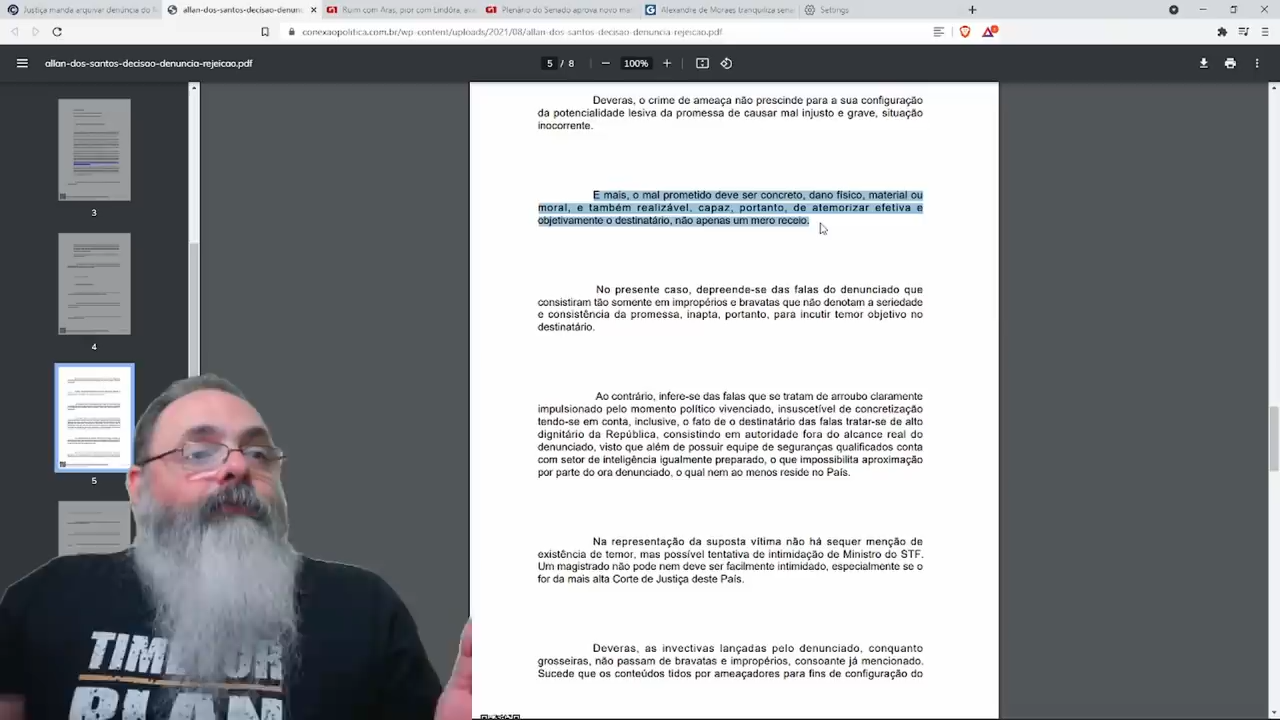 Justiça manda arquivar denúncia do
allan-dos-santos-decisao-denun
Ruim com Aras, pior com Lindôra, av
Plenário do Senado aprova novo ma
Alexandre de Moraes tranquiliza sena
Settings
conexaopolitica.com.br/wp-content/uploads/2021/08/allan-dos-santos-decisao-denuncia-rejeicao.pdf
allan-dos-santos-decisao-denuncia-rejeicao.pdf
5 / 8
100%
Deveras, o crime de ameaça não prescinde para a sua configuração
da potencialidade lesiva da promessa de causar mal injusto e grave, situação
inocorrente.
E mais, o mal prometido deve ser concreto, dano físico, material ou
moral, e também realizável, capaz, portanto, de atemorizar efetiva e
objetivamente o destinatário, não apenas um mero receio.
No presente caso, depreende-se das falas do denunciado que
consistiram tão somente em impropérios e bravatas que não denotam a seriedade
e consistência da promessa, inapta, portanto, para incutir temor objetivo no
destinatário.
Ao contrário, infere-se das falas que se tratam de arroubo claramente
impulsionado pelo momento político vivenciado, insuscetível de concretização
tendo-se em conta, inclusive, o fato de o destinatário das falas tratar-se de alto
dignitário da República, consistindo em autoridade fora do alcance real do
denunciado, visto que além de possuir equipe de seguranças qualificados conta
com setor de inteligência igualmente preparado, o que impossibilita aproximação
por parte do ora denunciado, o qual nem ao menos reside no País.
Na representação da suposta vítima não há sequer menção de
existência de temor, mas possível tentativa de intimidação de Ministro do STF.
Um magistrado não pode nem deve ser facilmente intimidado, especialmente se o
for da mais alta Corte de Justiça deste País.
Deveras, as invectivas lançadas pelo denunciado, conquanto
grosseiras, não passam de bravatas e impropérios, consoante já mencionado.
Sucede que os conteúdos tidos por ameaçadores para fins de configuração do
3
4
5